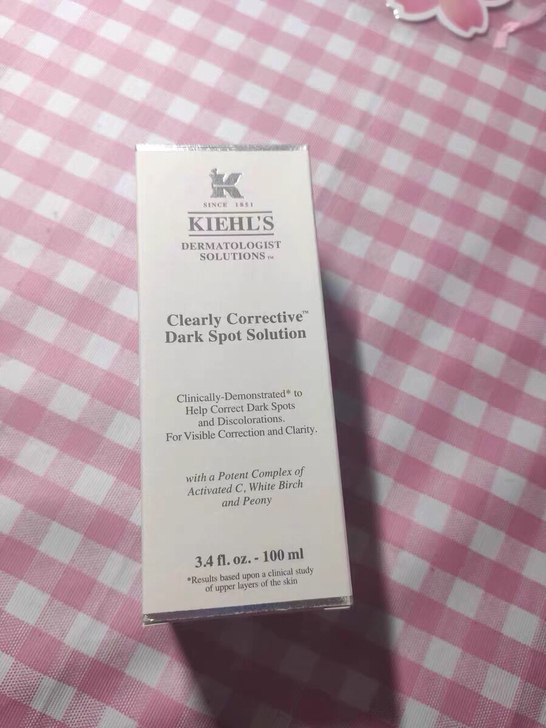 K
SINCE 1851
KIEHL'S
DERMATOLOGIST
SOLUTIONS™
Clearly Corrective™
Dark Spot Solution
Clinically-Demonstrated* to
Help Correct Dark Spots
and Discolorations.
For Visible Correction and Clarity.
with a Potent Complex of
Activated C, White Birch
and Peony
3.4 fl. oz. - 100 ml
*Results based upon a clinical study
of upper layers of the skin